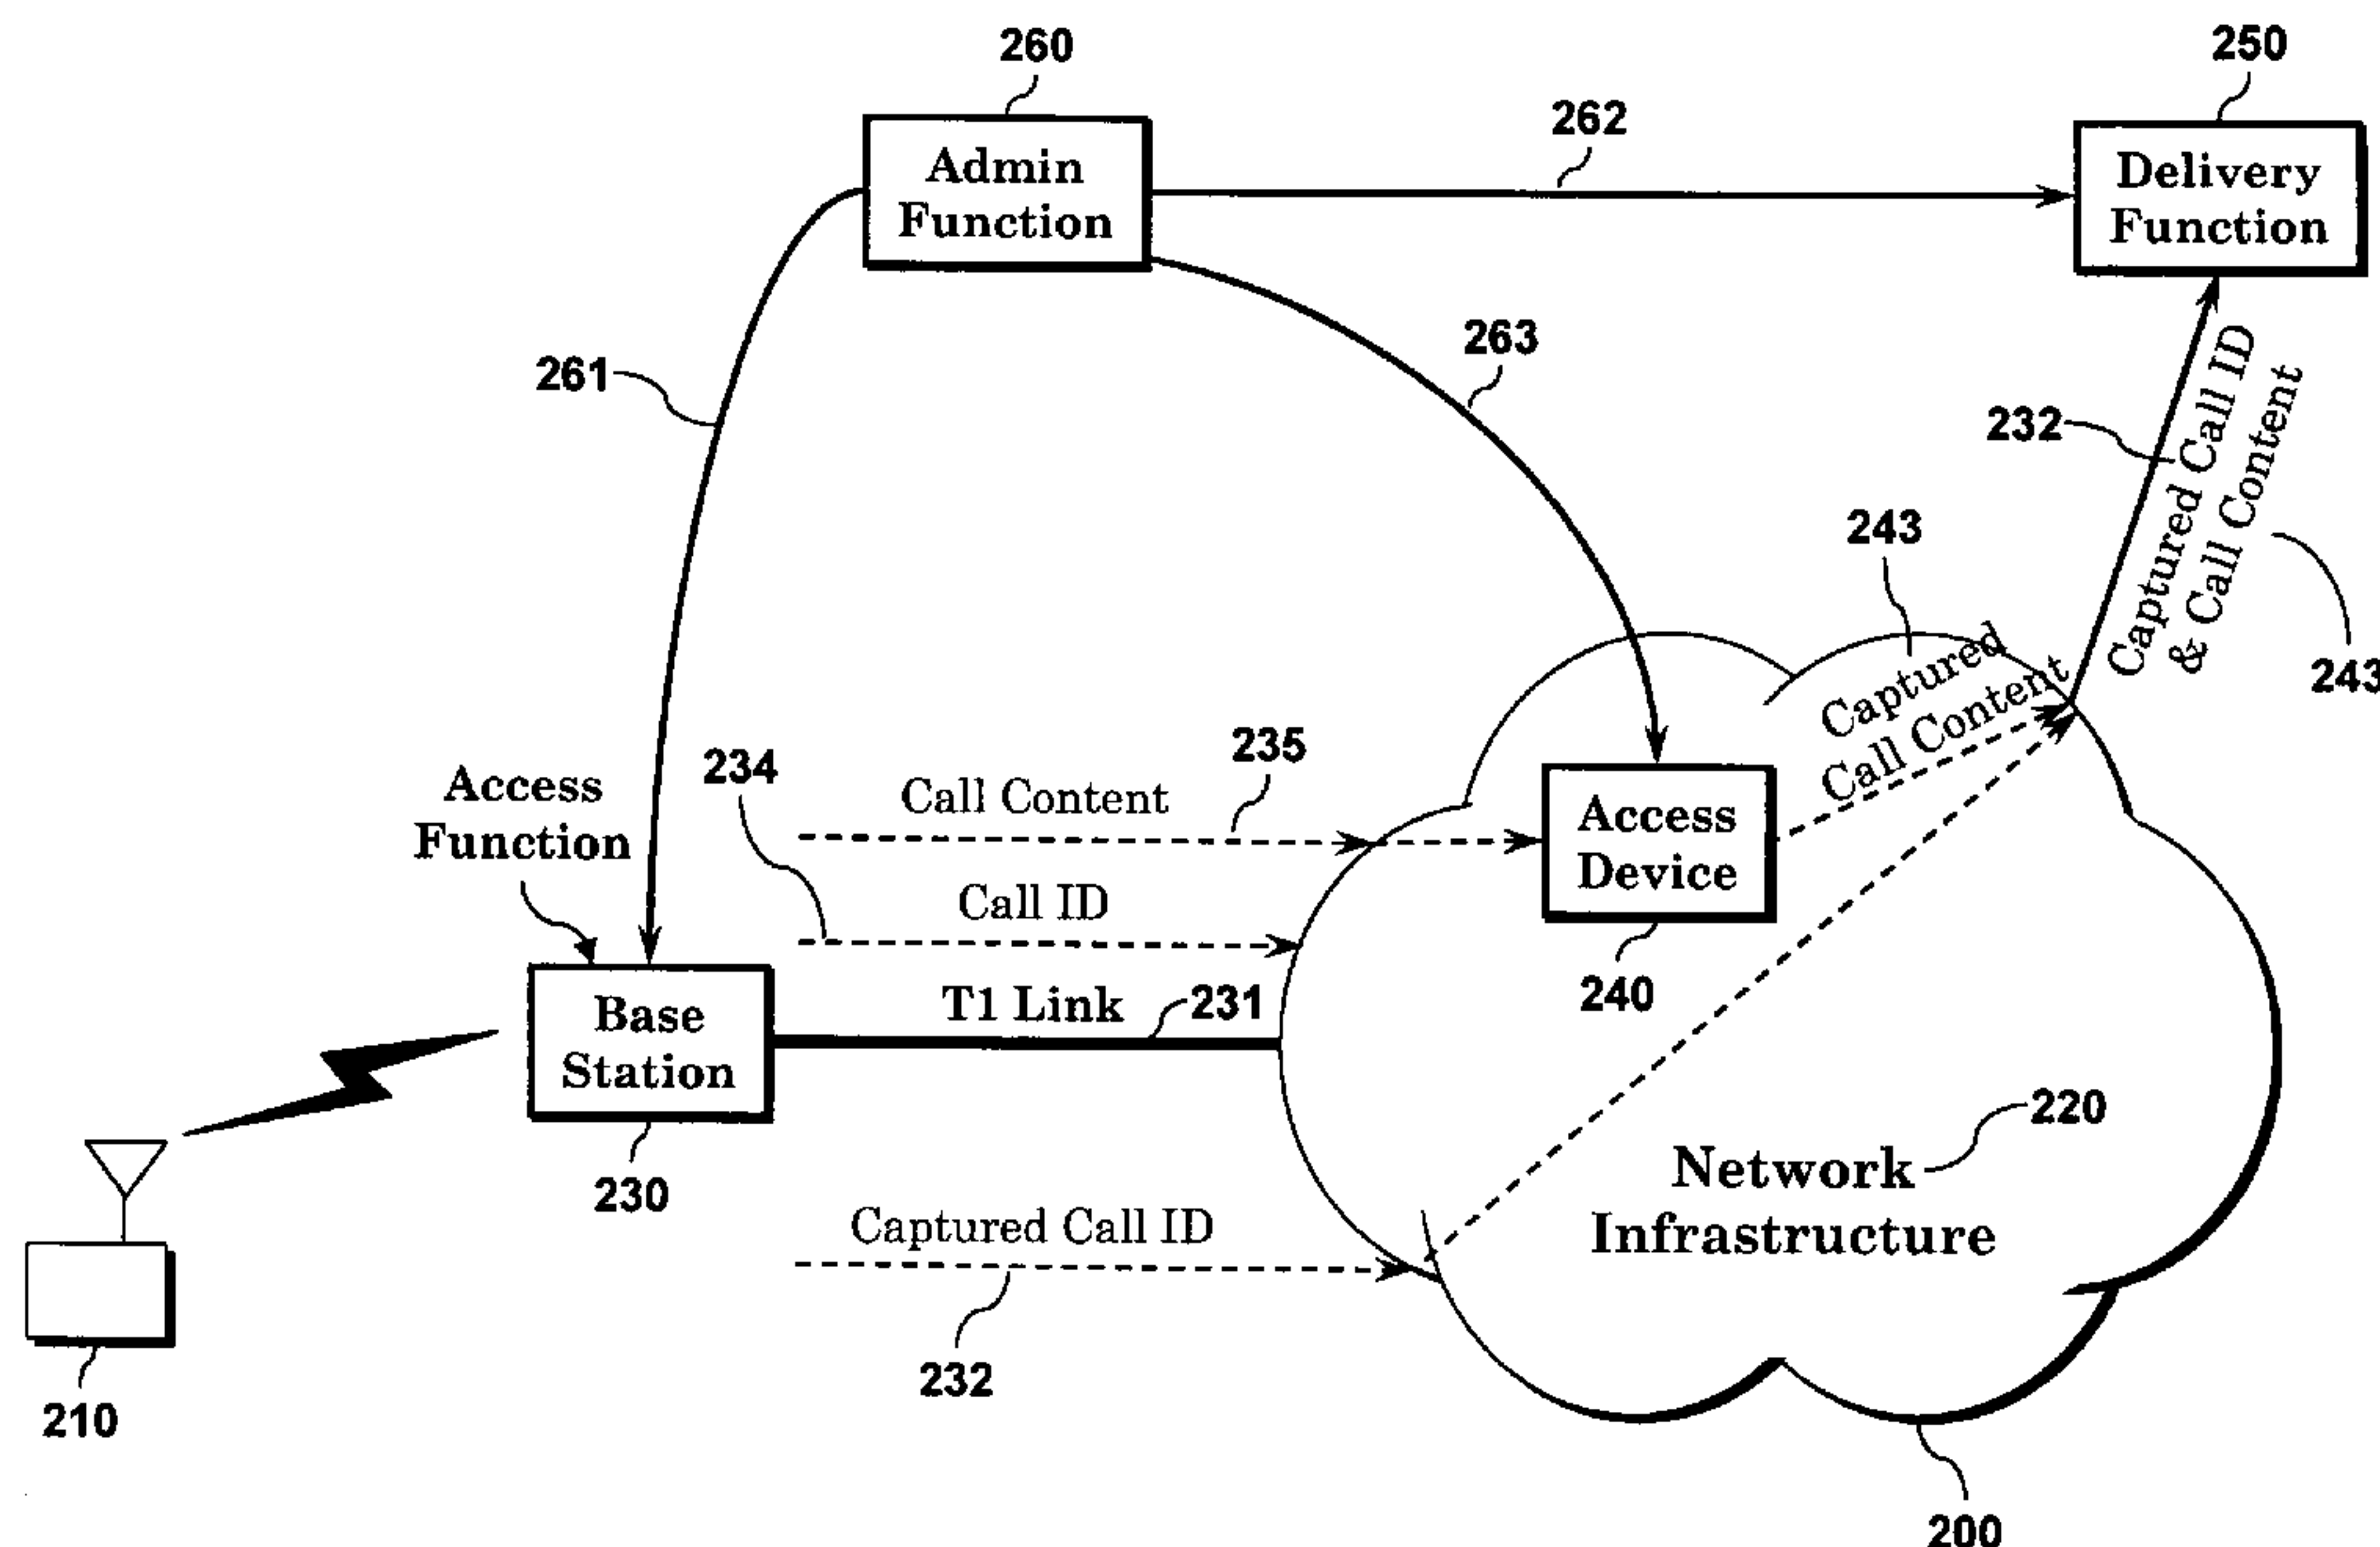 260
250
262
Admin
Function
Delivery
Function
263
261
232
Captured Call ID
& Call Content
243
243
Captured
Call Content
235
234
Call Content
Access
Function
Access
Device
Call ID
240
T1 Link
231
Base
Station
220
Network
Infrastructure
230
Captured Call ID
232
210
200